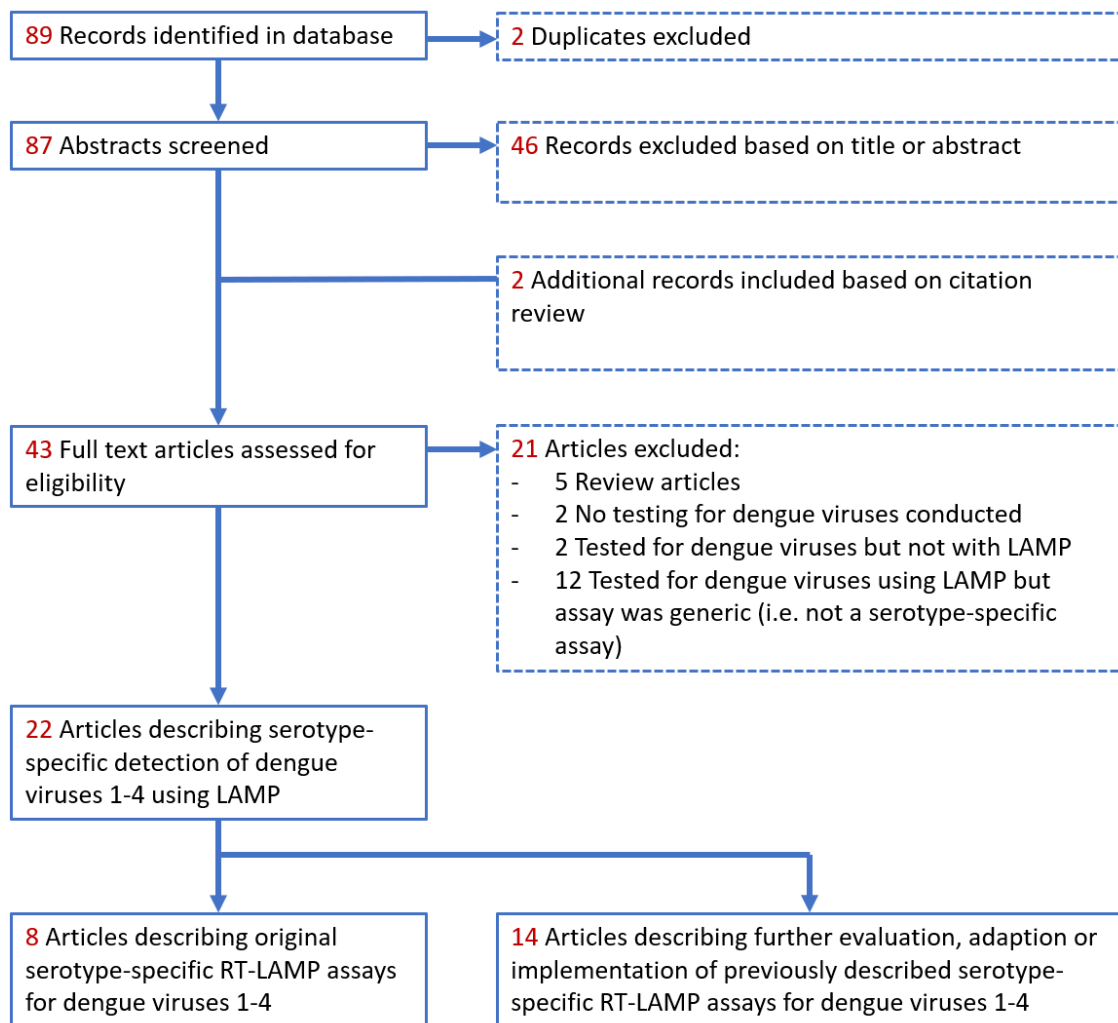 89 Records identified in database
2 Duplicates excluded
87 Abstracts screened
46 Records excluded based on title or abstract
2 Additional records included based on citation
review
43 Full text articles assessed for
eligibility
21 Articles excluded:
- 5 Review articles
- 2 No testing for dengue viruses conducted
- 2 Tested for dengue viruses but not with LAMP
- 12 Tested for dengue viruses using LAMP but
assay was generic (i.e. not a serotype-specific
assay)
22 Articles describing serotype-
specific detection of dengue
viruses 1-4 using LAMP
8 Articles describing original
serotype-specific RT-LAMP assays
for dengue viruses 1-4
14 Articles describing further evaluation, adaption or
implementation of previously described serotype-
specific RT-LAMP assays for dengue viruses 1-4